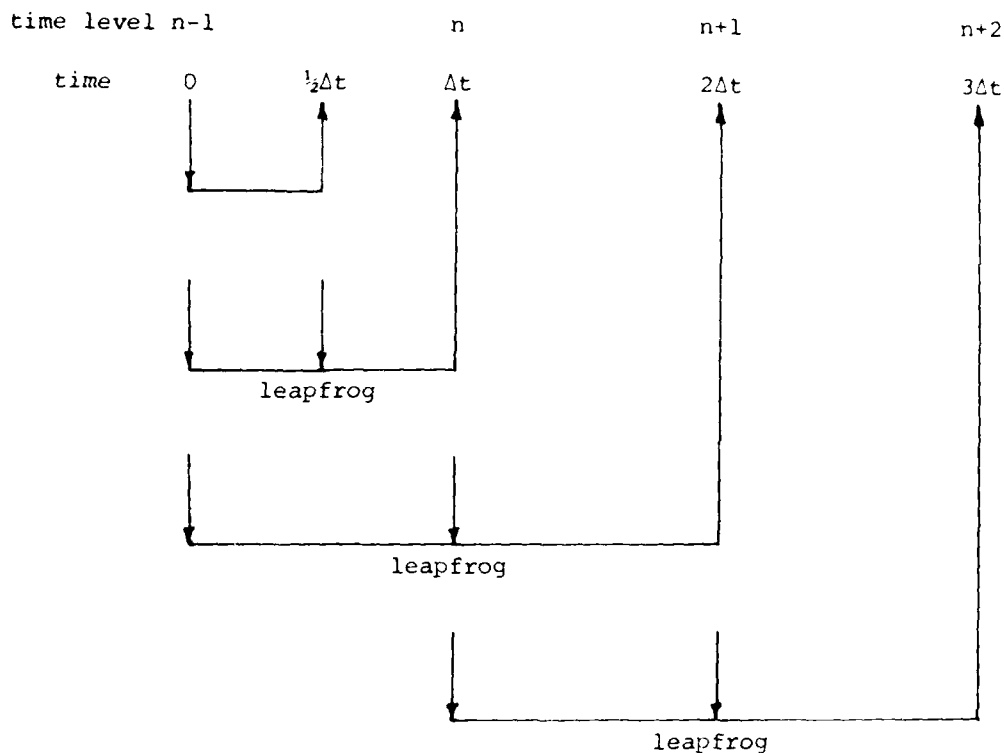 time level n-1 n n+1 n+2
time 0 ½Δt Δt 2Δt 3Δt
leapfrog
leapfrog
leapfrog